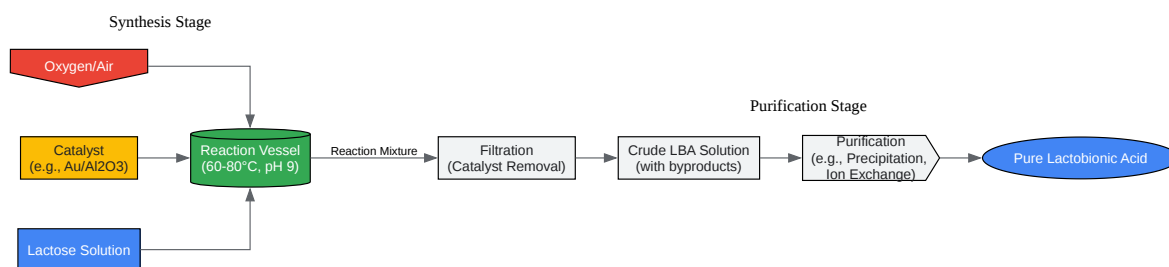 Synthesis Stage
Oxygen/Air
Purification Stage
Catalyst
(e.g., Au/Al2O3)
Reaction Vessel
(60-80°C, pH 9)
Reaction Mixture
Filtration
(Catalyst Removal)
Crude LBA Solution
(with byproducts)
Purification
(e.g., Precipitation,
Ion Exchange)
Pure Lactobionic Acid
Lactose Solution